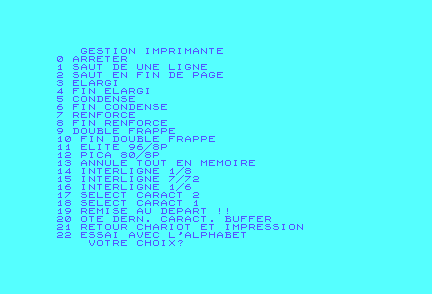 GESTION IMPRIMANTE
0 ARRETER
1 SAUT DE UNE LIGNE
2 SAUT EN FIN DE PAGE
3 ELARGI
4 FIN ELARGI
5 CONDENSE
6 FIN CONDENSE
7 RENFORCE
8 FIN RENFORCE
9 DOUBLE FRAPPE
10 FIN DOUBLE FRAPPE
11 ELITE 96/8P
12 PICA 80/8P
13 ANNULE TOUT EN MEMOIRE
14 INTERLIGNE 1/8
15 INTERLIGNE 7/72
16 INTERLIGNE 1/6
17 SELECT CARACT 2
18 SELECT CARACT 1
19 REMISE AU DEPART !!
20 OTE DERN. CARACT. BUFFER
21 RETOUR CHARIOT ET IMPRESSION
22 ESSAI AVEC L'ALPHABET
VOTRE CHOIX?